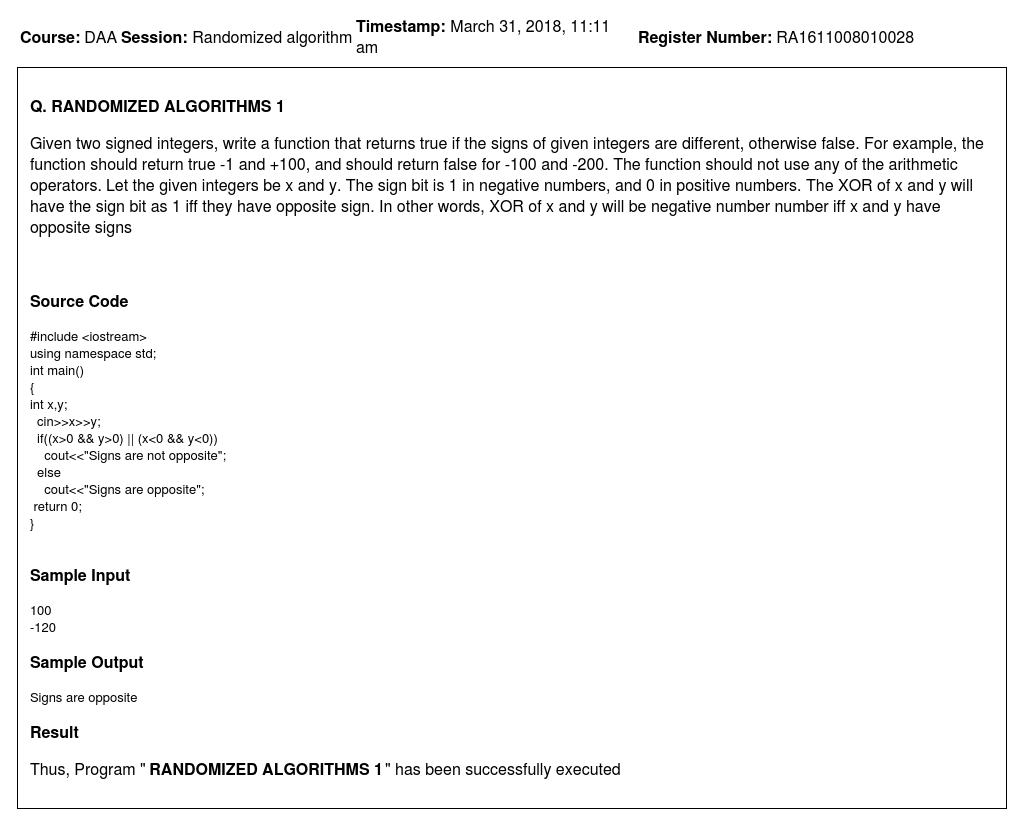 Course: DAA Session: Randomized algorithm Timestamp: March 31, 2018, 11:11 am Register Number: RA1611008010028
Q. RANDOMIZED ALGORITHMS 1
Given two signed integers, write a function that returns true if the signs of given integers are different, otherwise false. For example, the
function should return true -1 and +100, and should return false for -100 and -200. The function should not use any of the arithmetic
operators. Let the given integers be x and y. The sign bit is 1 in negative numbers, and 0 in positive numbers. The XOR of x and y will
have the sign bit as 1 iff they have opposite sign. In other words, XOR of x and y will be negative number number iff x and y have
opposite signs
Source Code
#include <iostream>
using namespace std;
int main()
{
int x,y;
  cin>>x>>y;
  if((x>0 && y>0) || (x<0 && y<0))
    cout<<"Signs are not opposite";
  else
    cout<<"Signs are opposite";
 return 0;
}
Sample Input
100
-120
Sample Output
Signs are opposite
Result
Thus, Program " RANDOMIZED ALGORITHMS 1" has been successfully executed